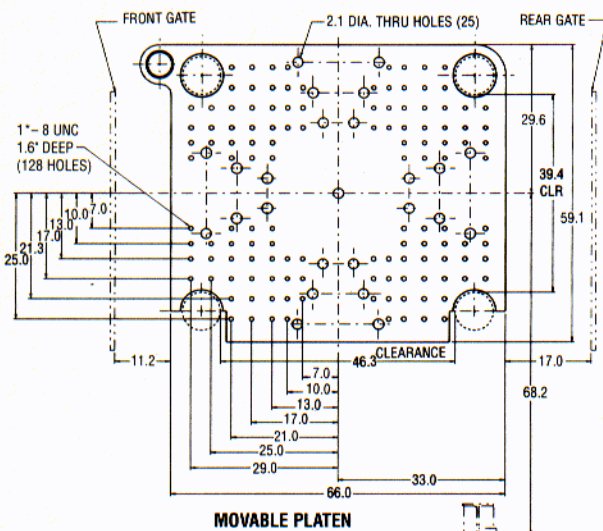 FRONT GATE
2.1 DIA. THRU HOLES (25)
REAR GATE
29.6
1"– 8 UNC
1.6" DEEP
(128 HOLES)
39.4
CLR
59.1
7.0
10.0
13.0
17.0
21.3
25.0
CLEARANCE
11.2
46.3
17.0
7.0
10.0
68.2
13.0
17.0
21.0
25.0
29.0
33.0
66.0
MOVABLE PLATEN